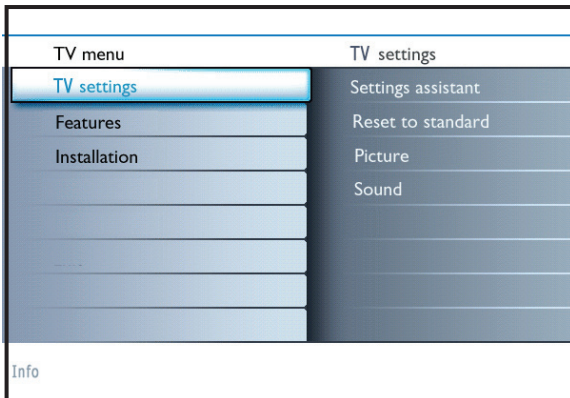 TV menu
TV settings
Features
Installation
TV settings
Settings assistant
Reset to standard
Picture
Sound
Info